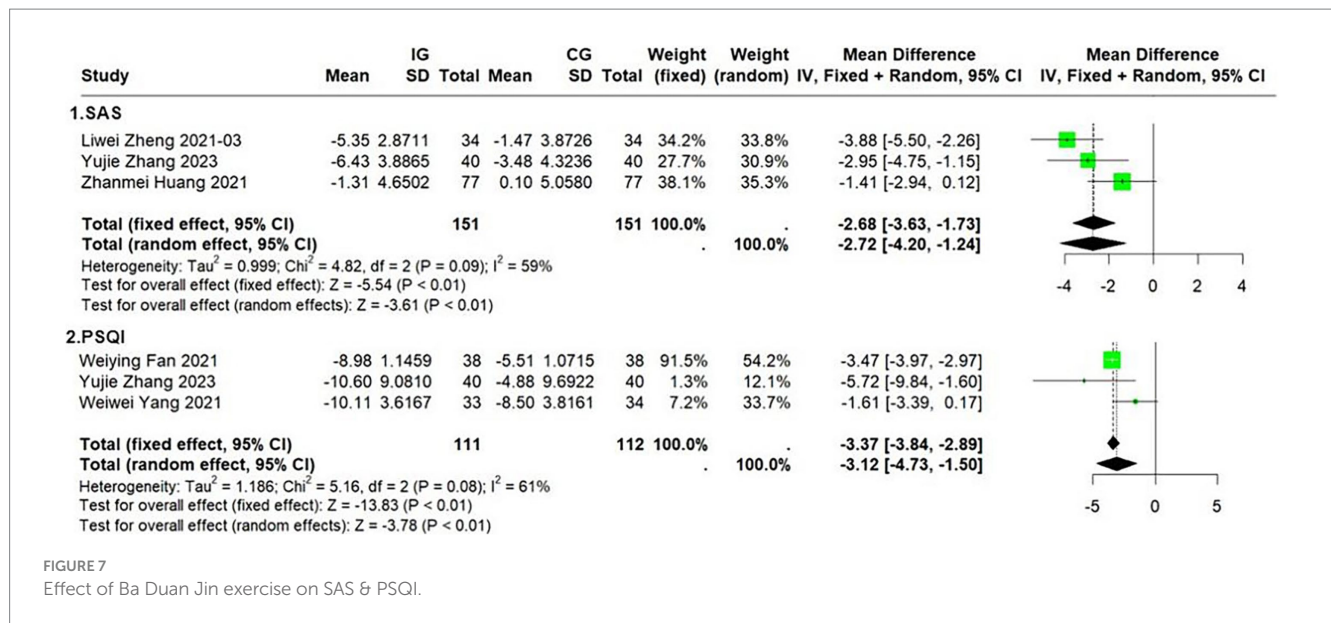 IG CG Weight Weight Mean Difference Mean Difference
Study Mean SD Total Mean SD Total (fixed) (random) IV, Fixed + Random, 95% CI IV, Fixed + Random, 95% CI
1.SAS
Liwei Zheng 2021-03 -5.35 2.8711 34 -1.47 3.8726 34 34.2% 33.8% -3.88 [-5.50, -2.26]
Yujie Zhang 2023 -6.43 3.8865 40 -3.48 4.3236 40 27.7% 30.9% -2.95 [-4.75, -1.15]
Zhanmei Huang 2021 -1.31 4.6502 77 0.10 5.0580 77 38.1% 35.3% -1.41 [-2.94, 0.12]
Total (fixed effect, 95% CI) 151 151 100.0% . -2.68 [-3.63, -1.73]
Total (random effect, 95% CI) . 100.0% -2.72 [-4.20, -1.24]
Heterogeneity: Tau² = 0.999; Chi² = 4.82, df = 2 (P = 0.09); I² = 59%
Test for overall effect (fixed effect): Z = -5.54 (P < 0.01)
Test for overall effect (random effects): Z = -3.61 (P < 0.01)
-4 -2 0 2 4
2.PSQI
Weiying Fan 2021 -8.98 1.1459 38 -5.51 1.0715 38 91.5% 54.2% -3.47 [-3.97, -2.97]
Yujie Zhang 2023 -10.60 9.0810 40 -4.88 9.6922 40 1.3% 12.1% -5.72 [-9.84, -1.60]
Weiwei Yang 2021 -10.11 3.6167 33 -8.50 3.8161 34 7.2% 33.7% -1.61 [-3.39, 0.17]
Total (fixed effect, 95% CI) 111 112 100.0% . -3.37 [-3.84, -2.89]
Total (random effect, 95% CI) . 100.0% -3.12 [-4.73, -1.50]
Heterogeneity: Tau² = 1.186; Chi² = 5.16, df = 2 (P = 0.08); I² = 61%
Test for overall effect (fixed effect): Z = -13.83 (P < 0.01)
Test for overall effect (random effects): Z = -3.78 (P < 0.01)
-5 0 5
FIGURE 7
Effect of Ba Duan Jin exercise on SAS & PSQI.